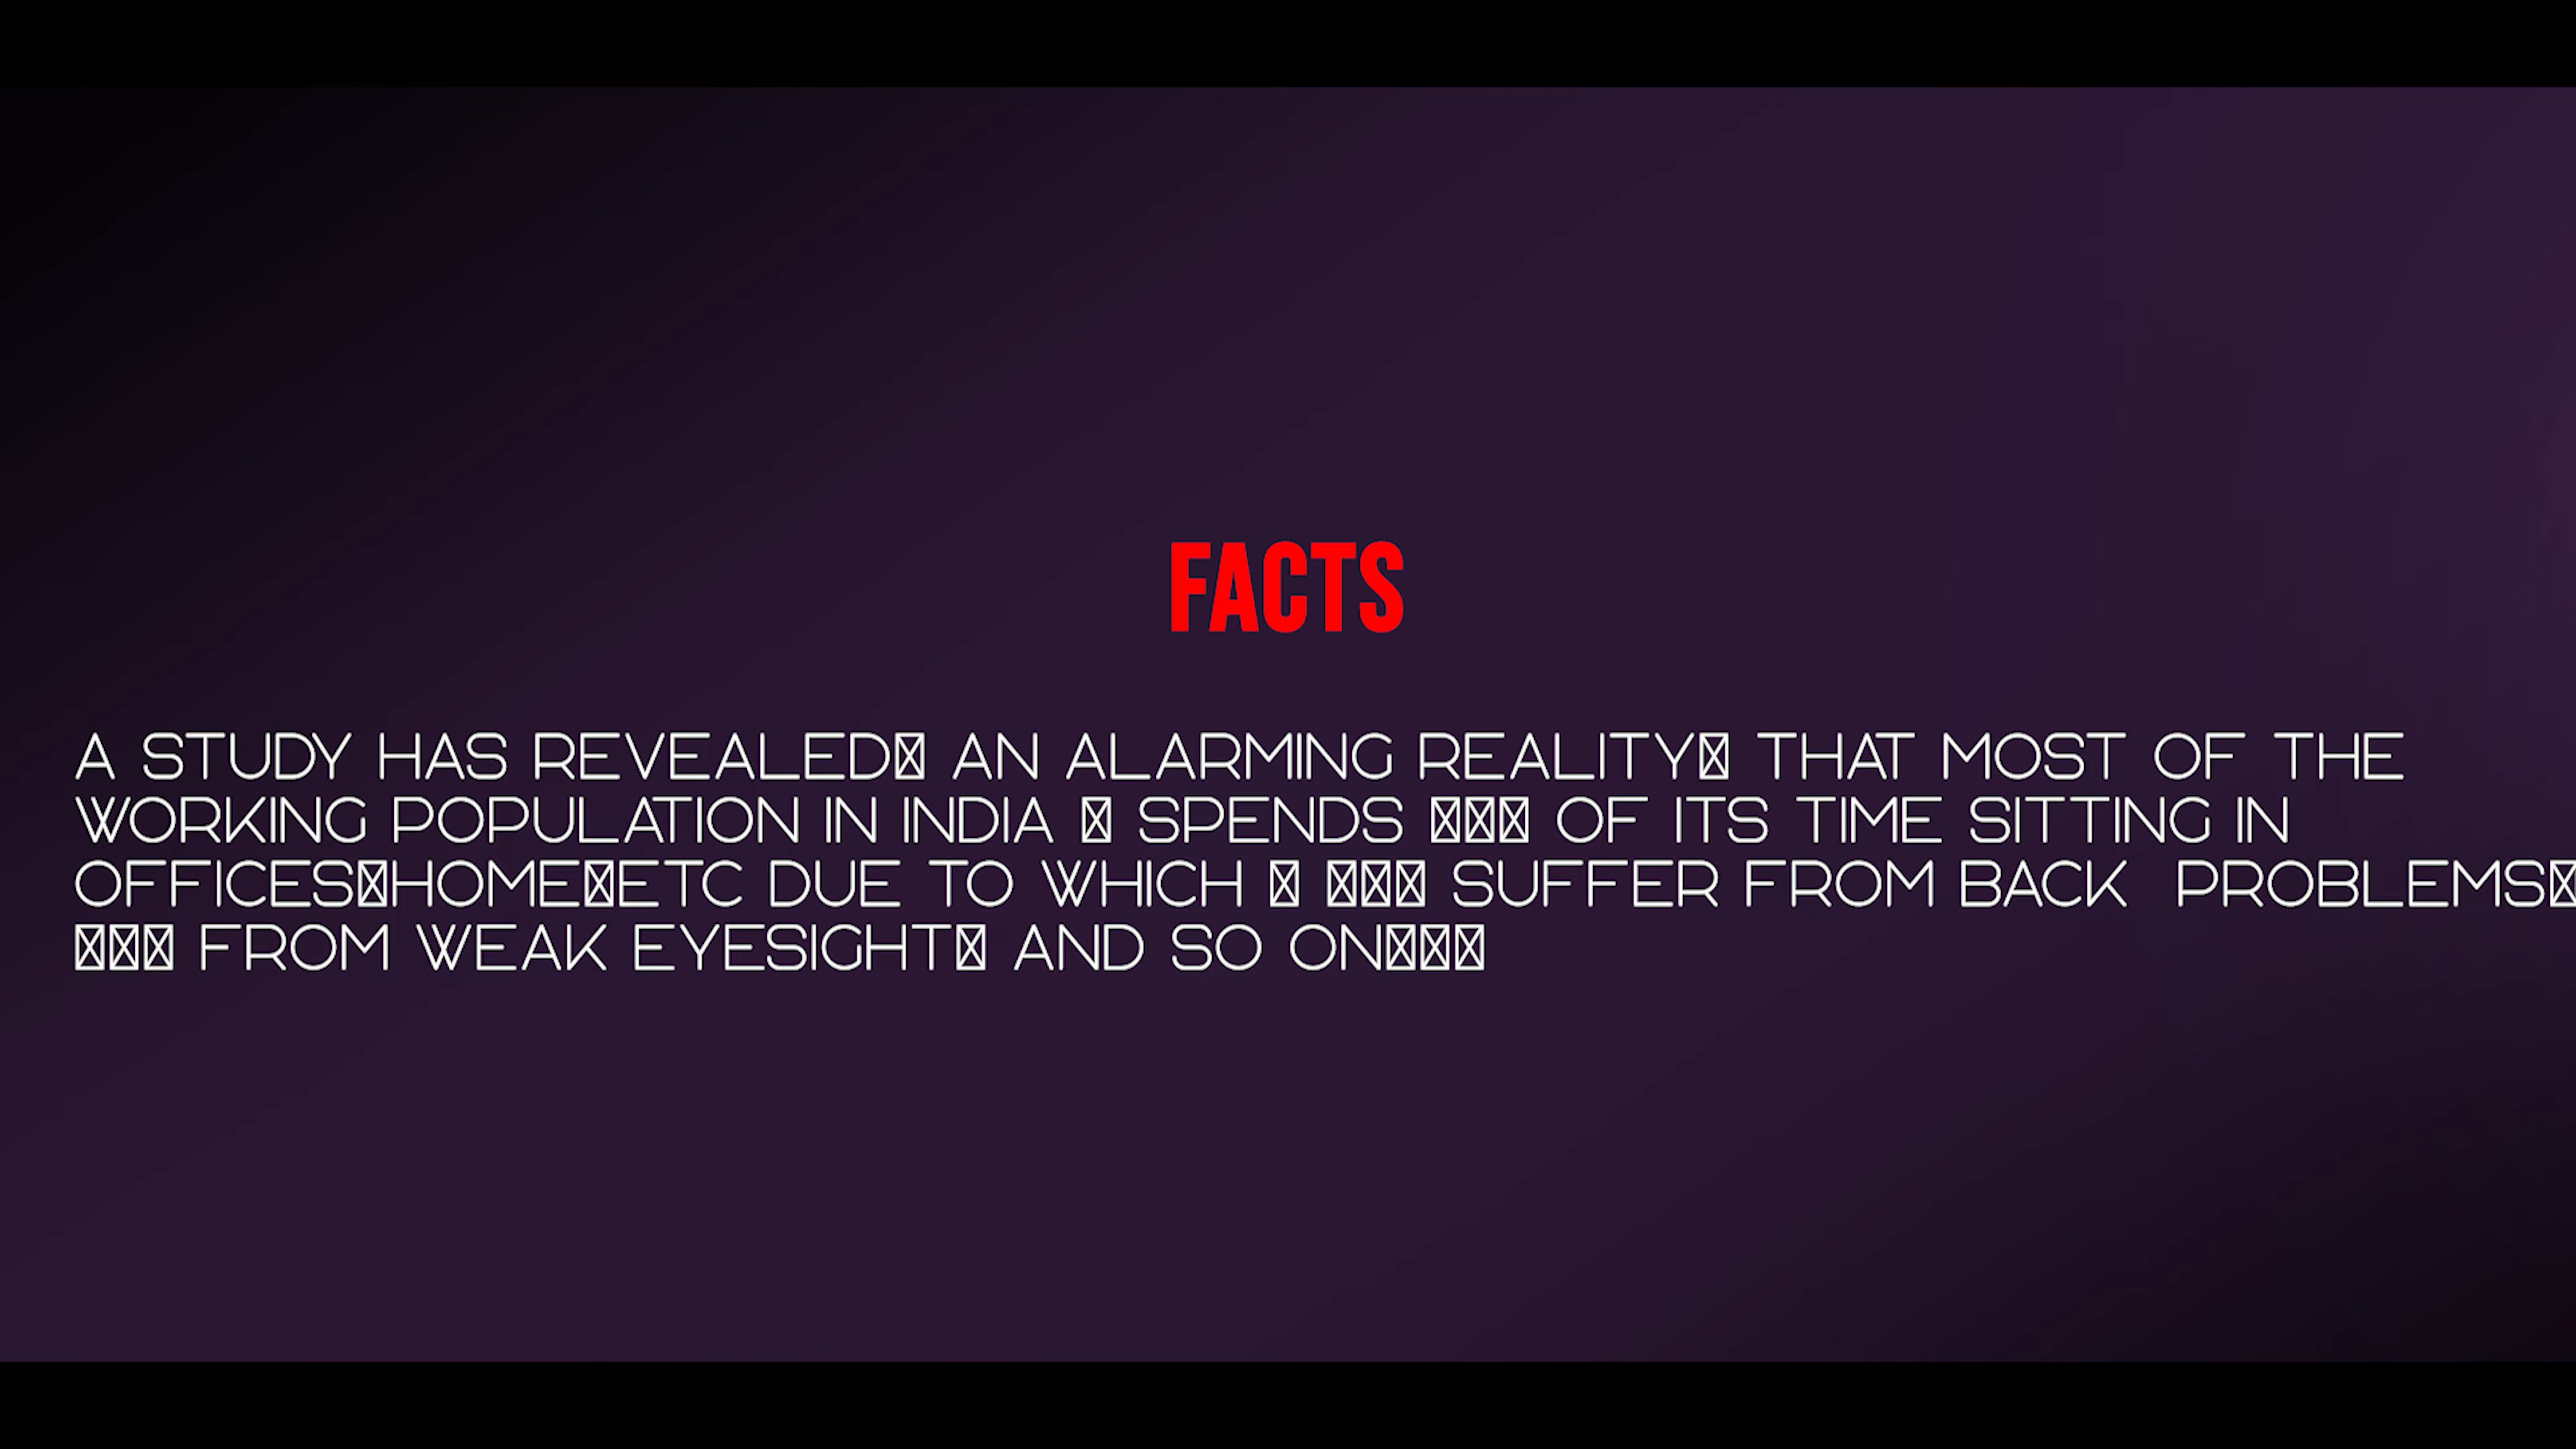 FACTS
A STUDY HAS REVEALED☒ AN ALARMING REALITY☒ THAT MOST OF THE
WORKING POPULATION IN INDIA ☒ SPENDS ☒☒☒ OF ITS TIME SITTING IN
OFFICES☒HOME☒ETC DUE TO WHICH ☒ ☒☒☒ SUFFER FROM BACK PROBLEMS☒
☒☒☒ FROM WEAK EYESIGHT☒ AND SO ON☒☒☒